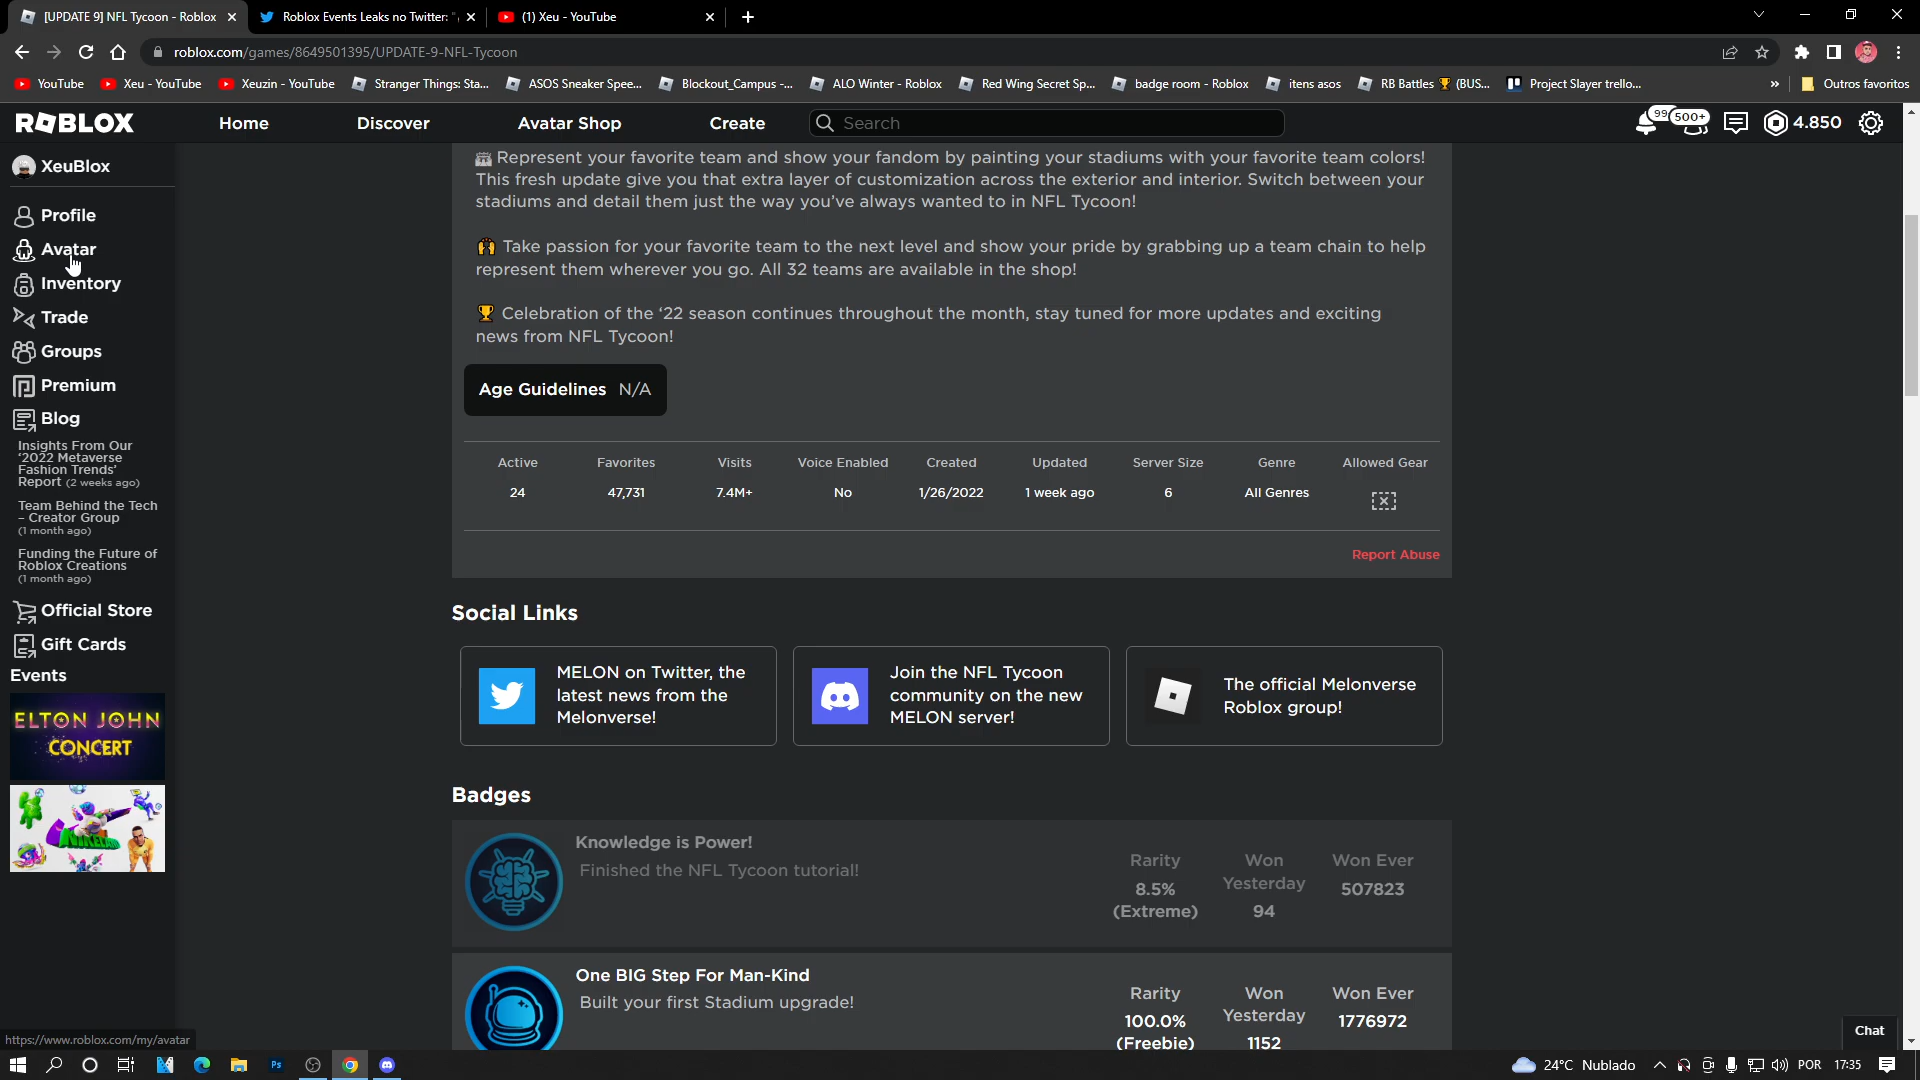 [UPDATE 9] NFL Tycoon - Roblox
Roblox Events Leaks no Twitter: "
(1) Xeu - YouTube
roblox.com/games/8649501395/UPDATE-9-NFL-Tycoon
YouTube
Xeu - YouTube
Xeuzin - YouTube
Stranger Things: Sta...
ASOS Sneaker Spee...
Blockout_Campus -...
ALO Winter - Roblox
Red Wing Secret Sp...
badge room - Roblox
itens asos
RB Battles 🏆 (BUS...
Project Slayer trello...
»
Outros favoritos
ROBLOX
Home
Discover
Avatar Shop
Create
Search
99
500+
4.850
XeuBlox
Profile
Avatar
Inventory
Trade
Groups
Premium
Blog
Insights From Our
'2022 Metaverse
Fashion Trends'
Report (2 weeks ago)
Team Behind the Tech
– Creator Group
(1 month ago)
Funding the Future of
Roblox Creations
(1 month ago)
Official Store
Gift Cards
Events
ELTON JOHN
CONCERT
NIKELAND
🏟 Represent your favorite team and show your fandom by painting your stadiums with your favorite team colors!
This fresh update give you that extra layer of customization across the exterior and interior. Switch between your
stadiums and detail them just the way you've always wanted to in NFL Tycoon!
🙌 Take passion for your favorite team to the next level and show your pride by grabbing up a team chain to help
represent them wherever you go. All 32 teams are available in the shop!
🏆 Celebration of the '22 season continues throughout the month, stay tuned for more updates and exciting
news from NFL Tycoon!
Age Guidelines N/A
Active
24
Favorites
47,731
Visits
7.4M+
Voice Enabled
No
Created
1/26/2022
Updated
1 week ago
Server Size
6
Genre
All Genres
Allowed Gear
Report Abuse
Social Links
MELON on Twitter, the
latest news from the
Melonverse!
Join the NFL Tycoon
community on the new
MELON server!
The official Melonverse
Roblox group!
Badges
Knowledge is Power!
Finished the NFL Tycoon tutorial!
Rarity
8.5%
(Extreme)
Won
Yesterday
94
Won Ever
507823
One BIG Step For Man-Kind
Built your first Stadium upgrade!
Rarity
100.0%
(Freebie)
Won
Yesterday
1152
Won Ever
1776972
Chat
https://www.roblox.com/my/avatar
Ps
24°C Nublado
POR
17:35